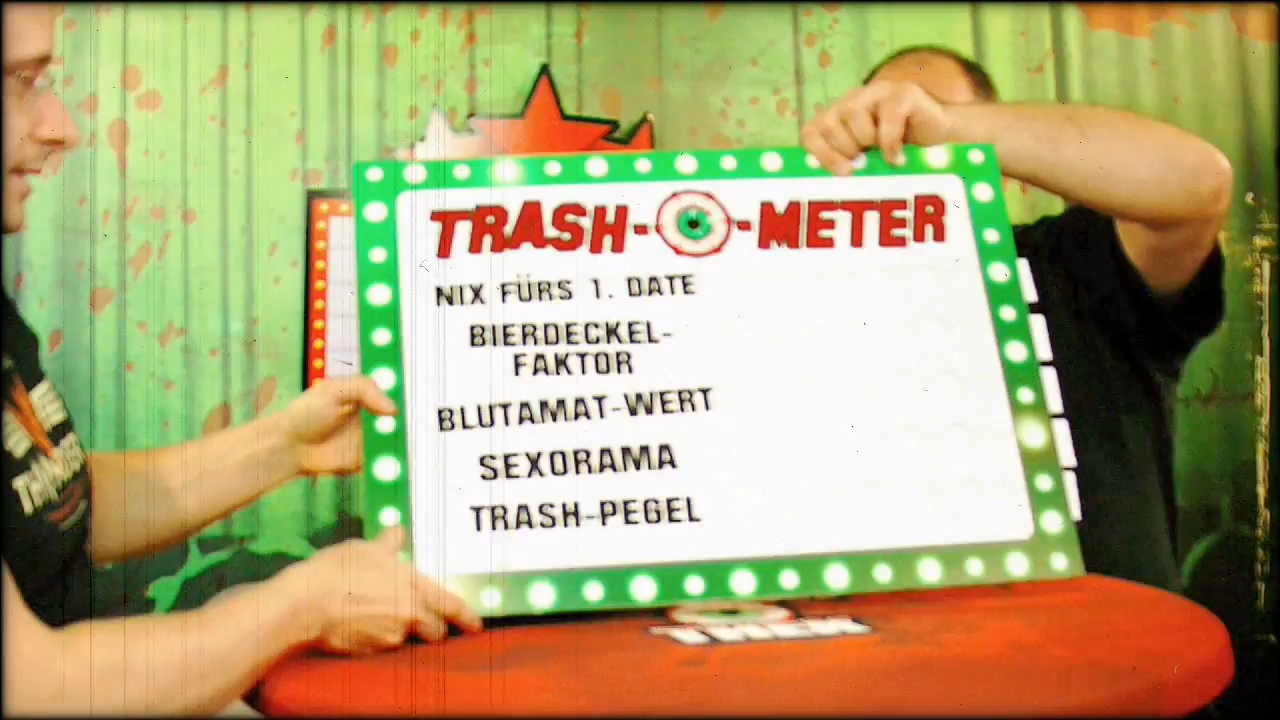 TRASH-O-METER
NIX FÜRS 1. DATE
BIERDECKEL-
FAKTOR
BLUTAMAT-WERT
SEXORAMA
TRASH-PEGEL